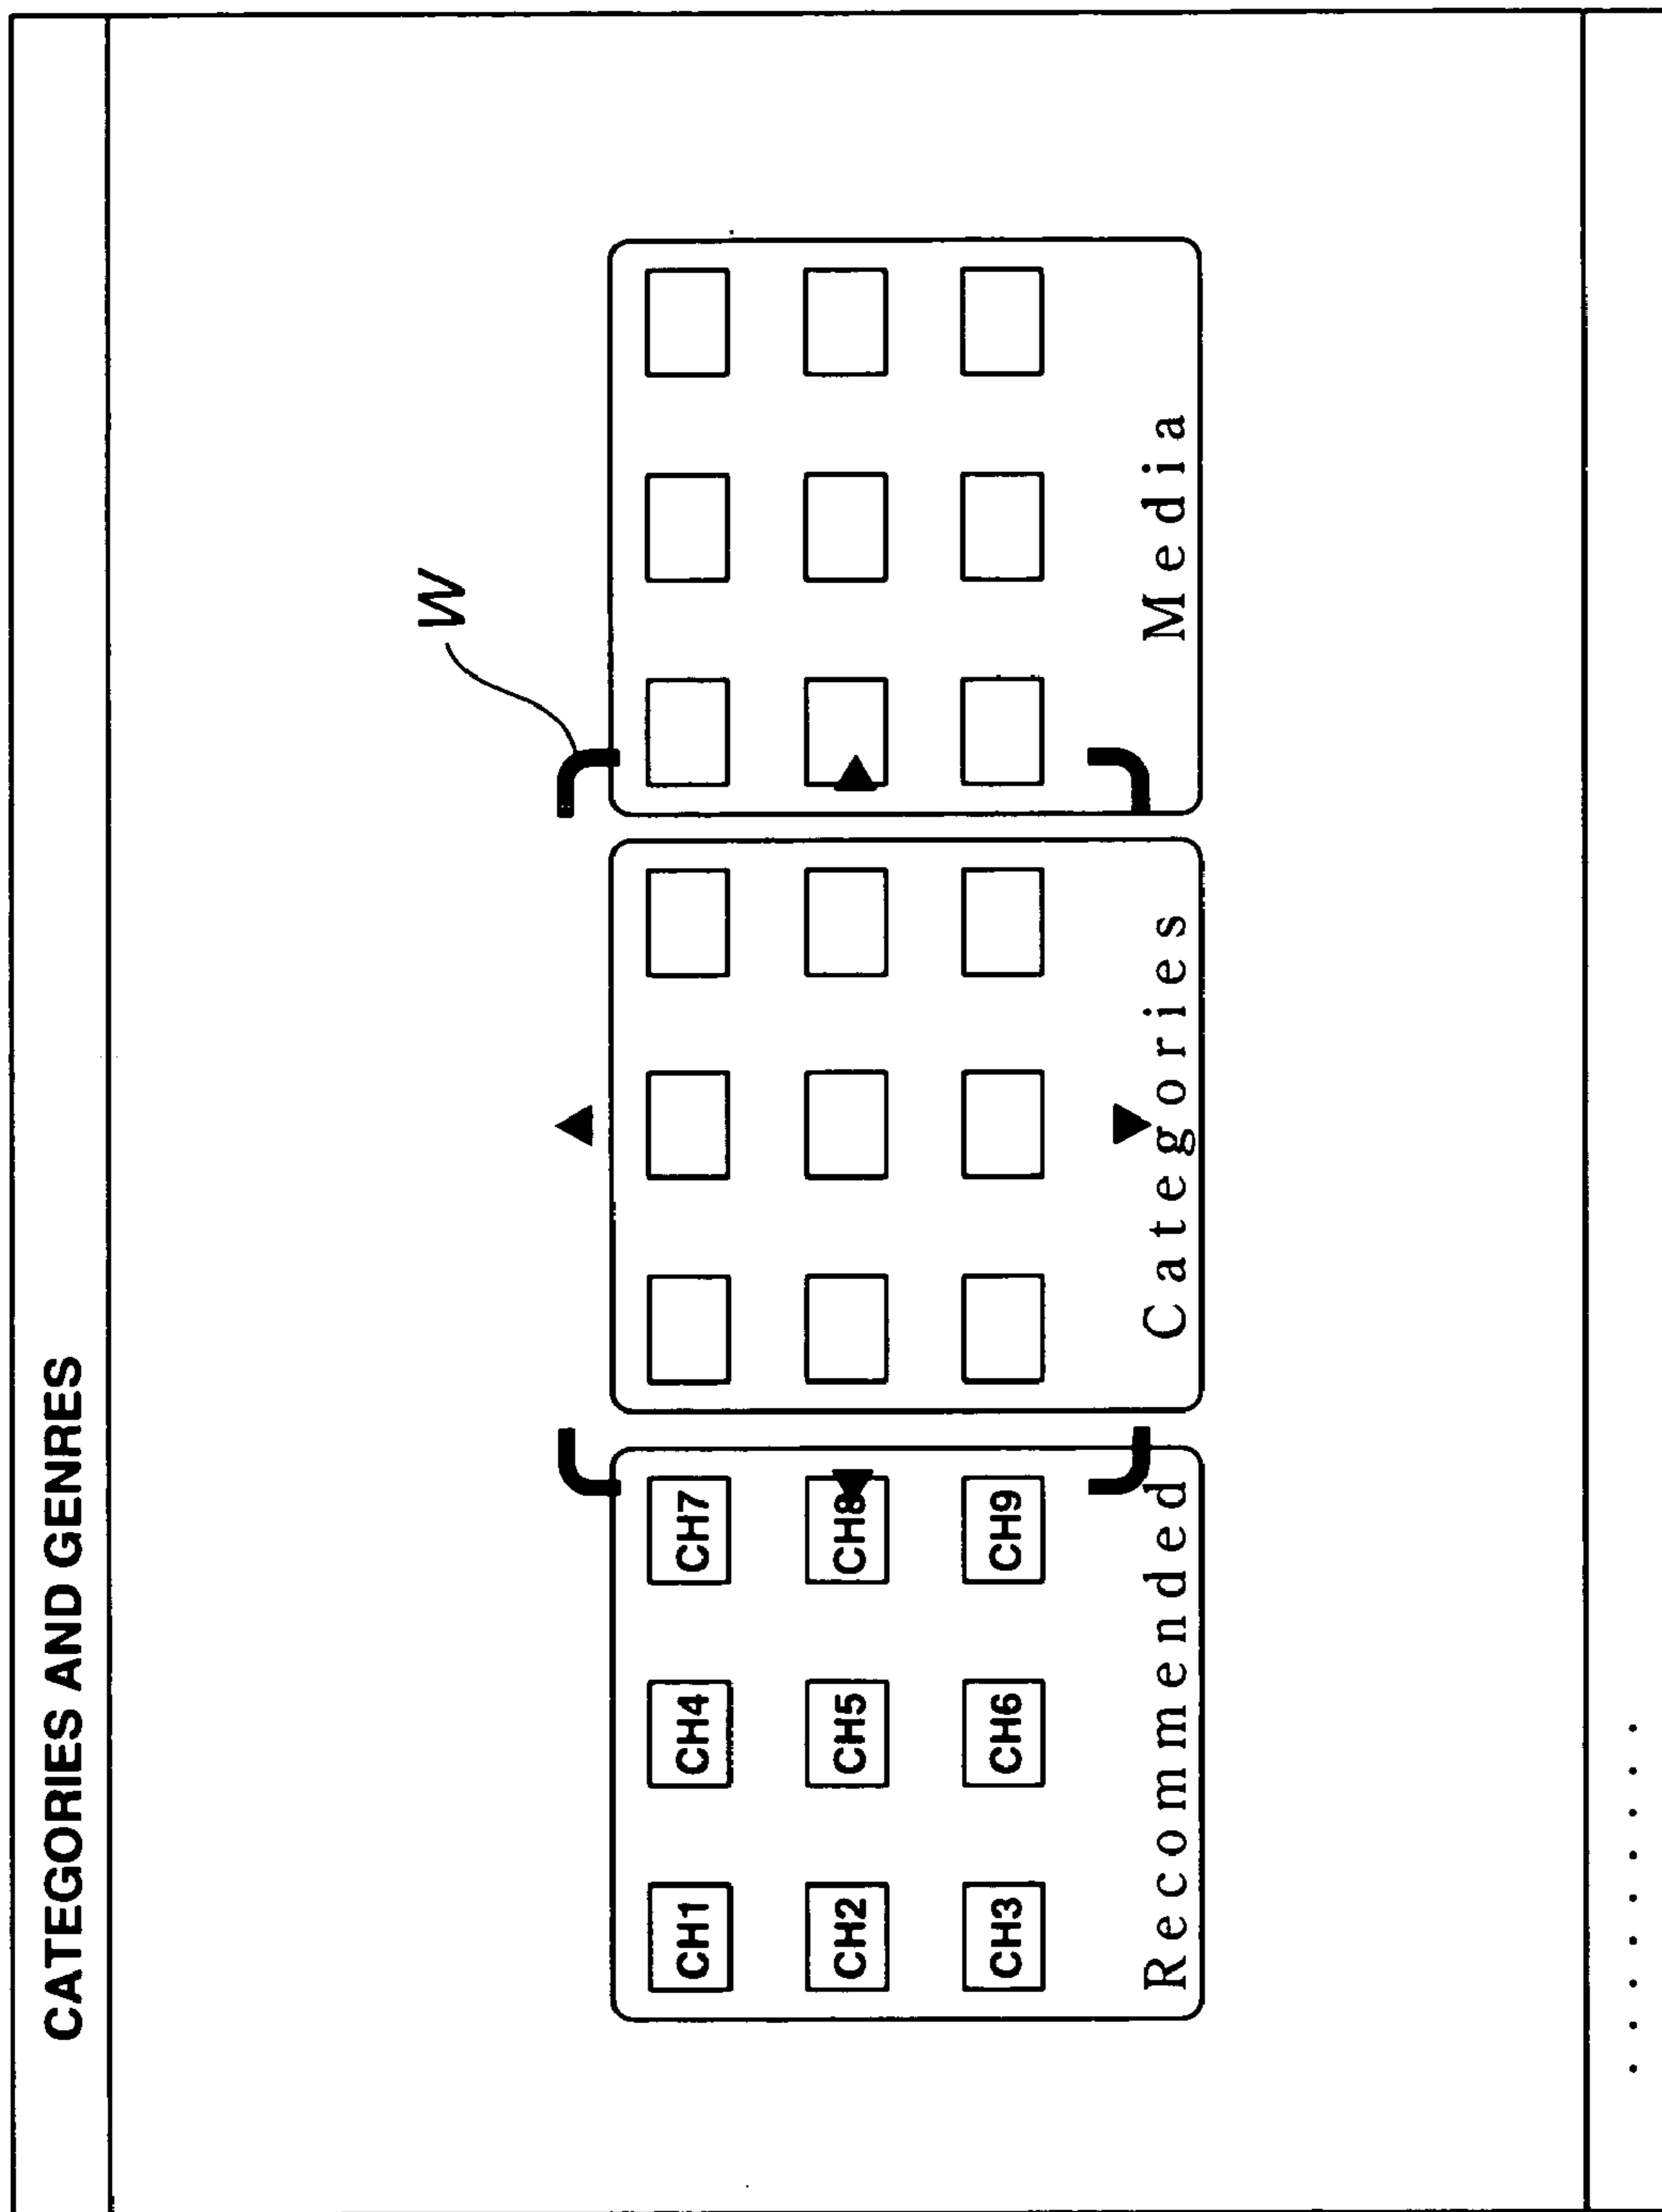 CATEGORIES AND GENRES
W
CH1 CH4 CH7
CH2 CH5 CH8
CH3 CH6 CH9
Recommended Categories Media
.........